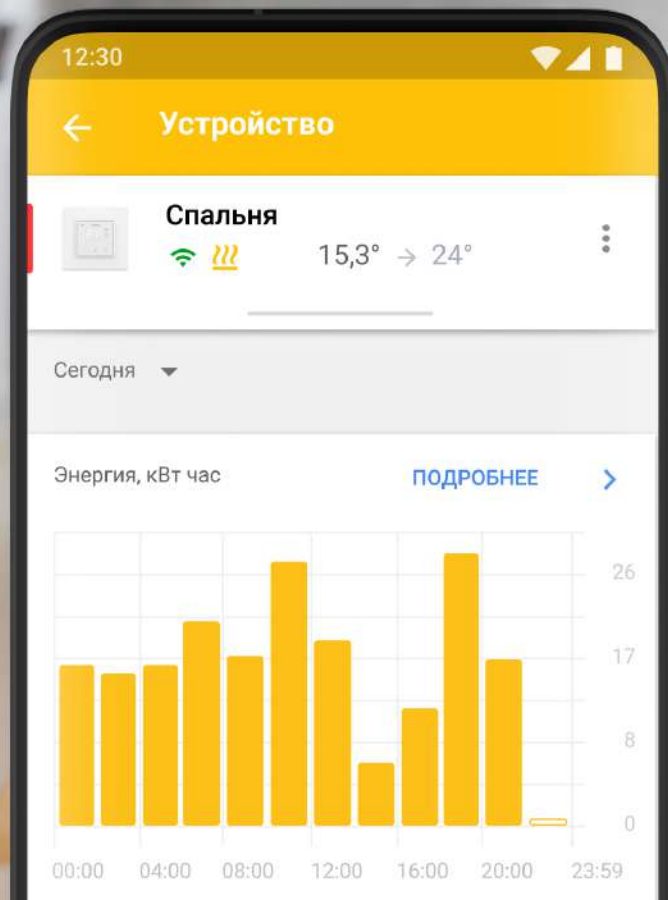 12:30
Устройство
Спальня
15,3° → 24°
Сегодня
Энергия, кВт час ПОДРОБНЕЕ
26
17
8
0
00:00 04:00 08:00 12:00 16:00 20:00 23:59